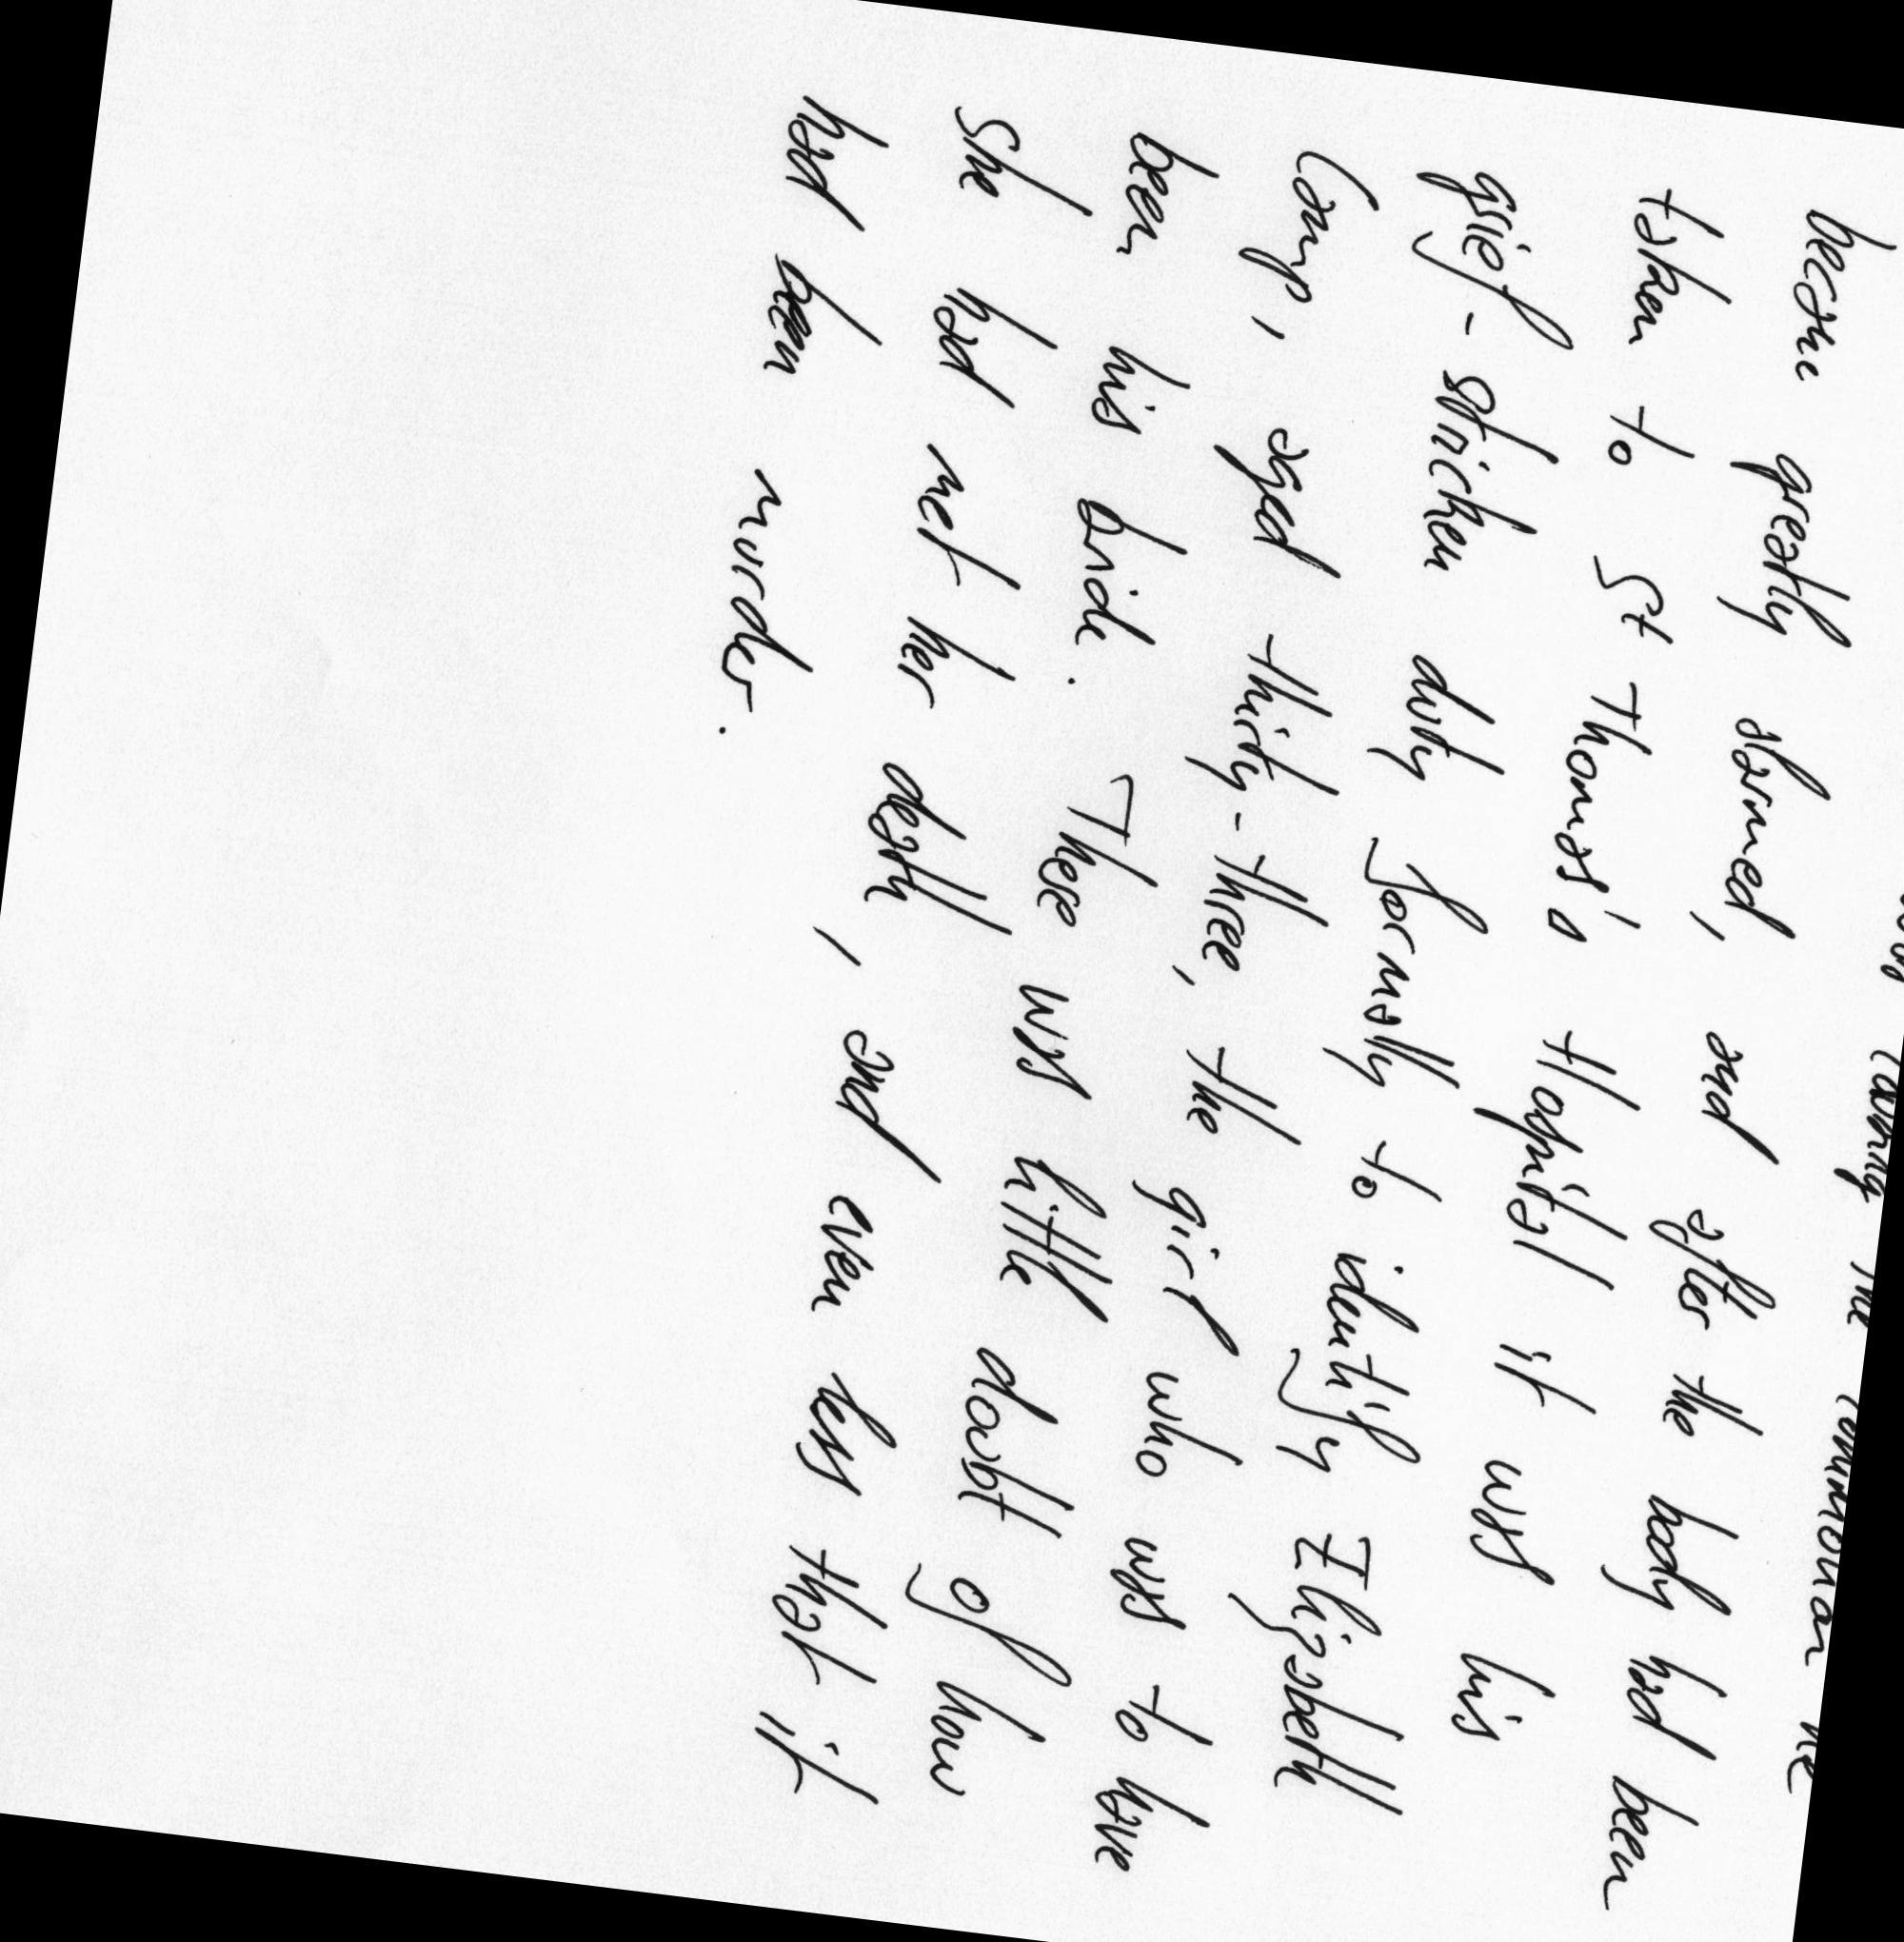 the
became greatly alarmed, and after the body had been
taken to St Thomas's Hospital it was his
grief-stricken duty formally to identify Elizabeth
Camp, aged thirty-three, the girl who was to have
been his bride. There was little doubt of how
she had met her death, and even less that it
had been murder.